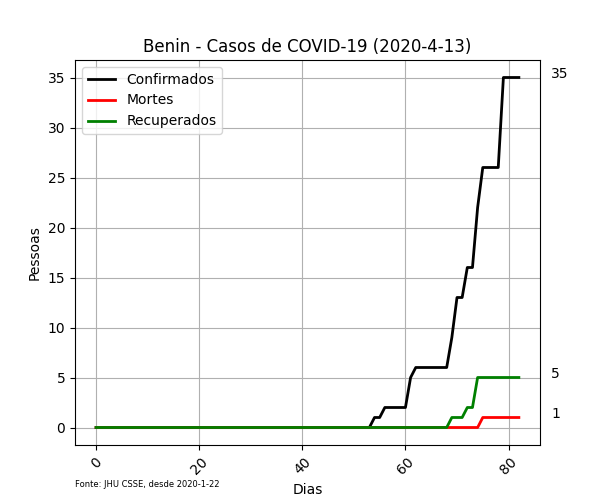 Benin - Casos de COVID-19 (2020-4-13)
Confirmados
Mortes
Recuperados
Pessoas
35
30
25
20
15
10
5
0
35
5
1
0
20
40
60
80
Dias
Fonte: JHU CSSE, desde 2020-1-22